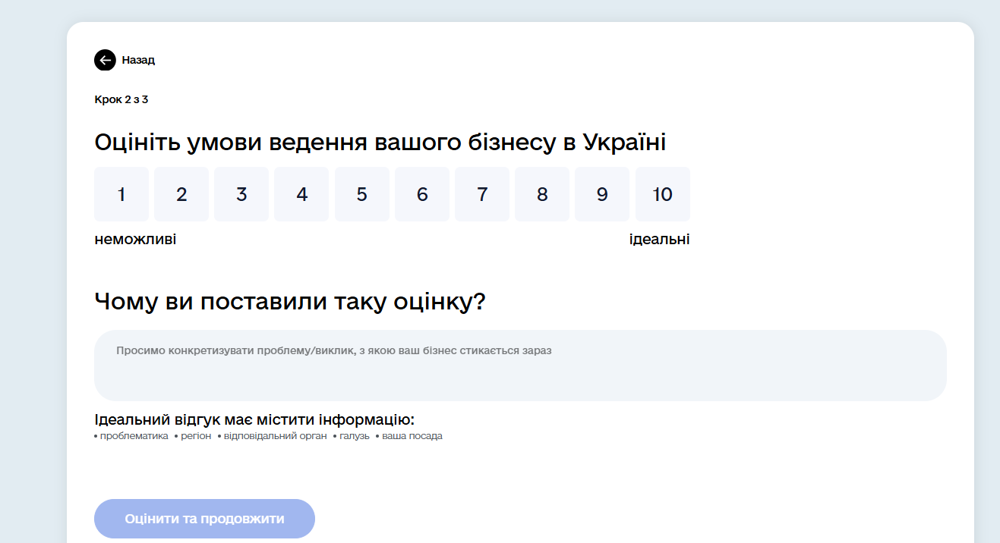 Назад
Крок 2 з 3
Оцініть умови ведення вашого бізнесу в Україні
1 2 3 4 5 6 7 8 9 10
неможливі ідеальні
Чому ви поставили таку оцінку?
Просимо конкретизувати проблему/виклик, з якою ваш бізнес стикається зараз
Ідеальний відгук має містити інформацію:
• проблематика • регіон • відповідальний орган • галузь • ваша посада
Оцінити та продовжити